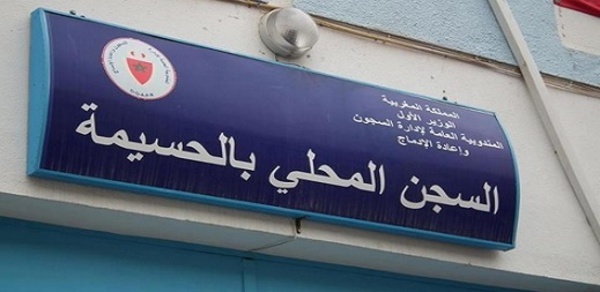 المملكة المغربية
الوزير الأول
المندوبية العامة لإدارة السجون
وإعادة الإدماج
السجن المحلي بالحسيمة